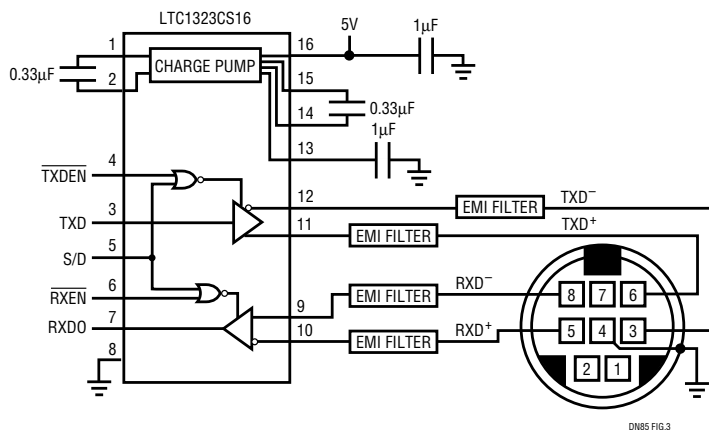 LTC1323CS16
1
2
0.33µF
CHARGE PUMP
16
5V
1µF
15
14
0.33µF
13
1µF
TXDEN
4
TXD
3
S/D
5
RXEN
6
RXDO
7
8
12
EMI FILTER
TXD–
11
EMI FILTER
TXD+
9
EMI FILTER
RXD–
10
EMI FILTER
RXD+
8
7
6
5
4
3
2
1
DN85 FIG.3